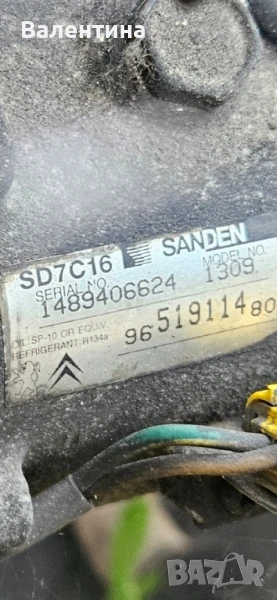 Валентина
SD7C16 SANDEN
SERIAL NO. MODEL NO.
1489406624 1309
OIL:SP-10 OR EQUIV.
REFRIGERANT:R134a
96 519114 80
BAZAR.bg